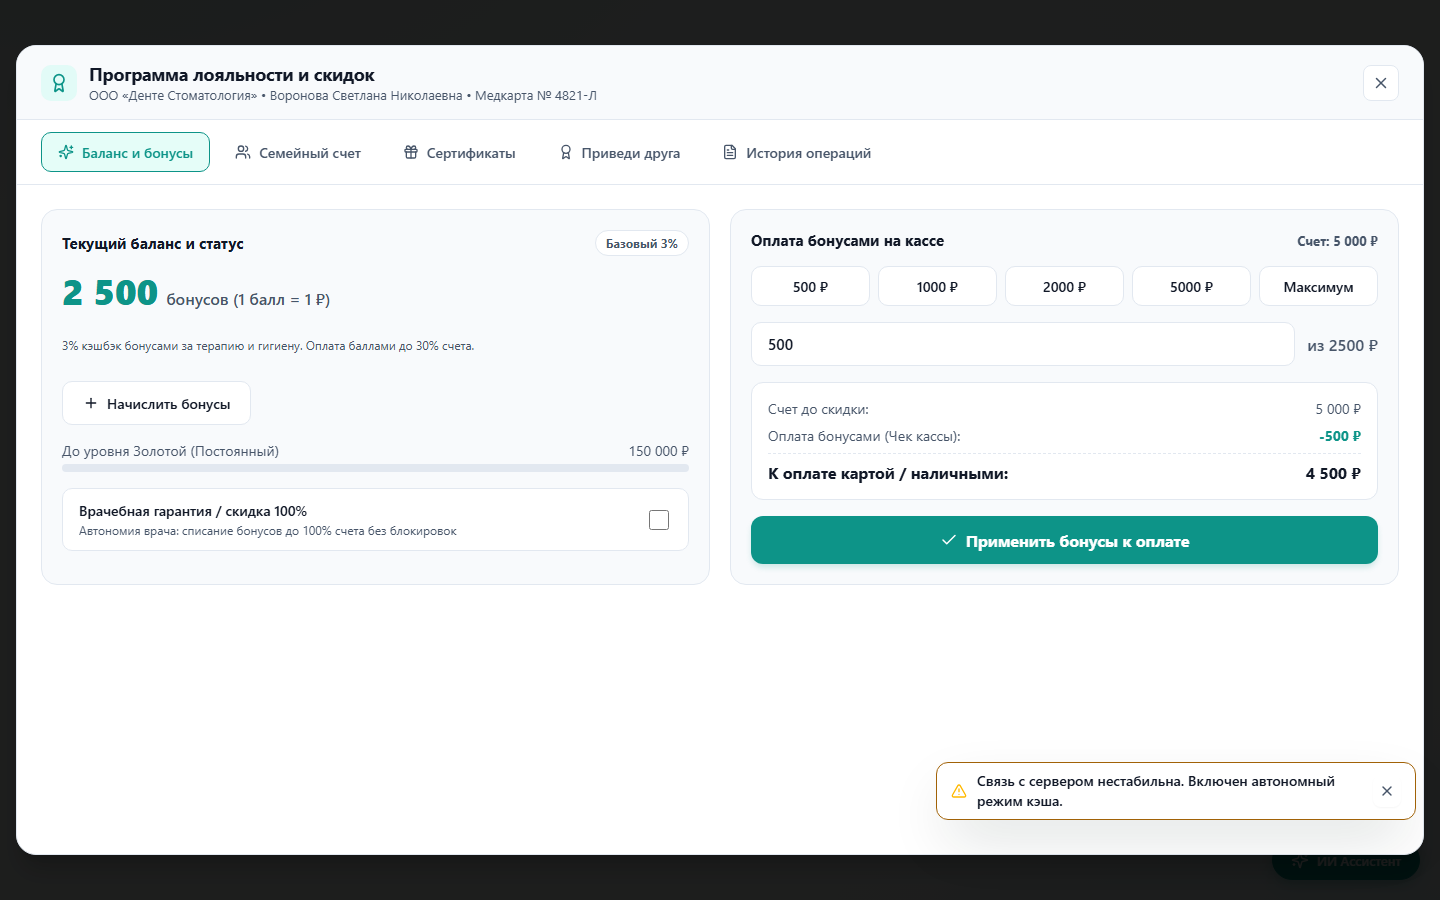 Программа лояльности и скидок
ООО «Денте Стоматология» • Воронова Светлана Николаевна • Медкарта № 4821-Л
Баланс и бонусы
Семейный счет
Сертификаты
Приведи друга
История операций
Текущий баланс и статус
Базовый 3%
2 500 бонусов (1 балл = 1 ₽)
3% кэшбэк бонусами за терапию и гигиену. Оплата баллами до 30% счета.
Начислить бонусы
До уровня Золотой (Постоянный)
150 000 ₽
Врачебная гарантия / скидка 100%
Автономия врача: списание бонусов до 100% счета без блокировок
Оплата бонусами на кассе
Счет: 5 000 ₽
500 ₽
1000 ₽
2000 ₽
5000 ₽
Максимум
500
из 2500 ₽
Счет до скидки:
5 000 ₽
Оплата бонусами (Чек кассы):
-500 ₽
К оплате картой / наличными:
4 500 ₽
Применить бонусы к оплате
Связь с сервером нестабильна. Включен автономный
режим кэша.
ИИ Ассистент